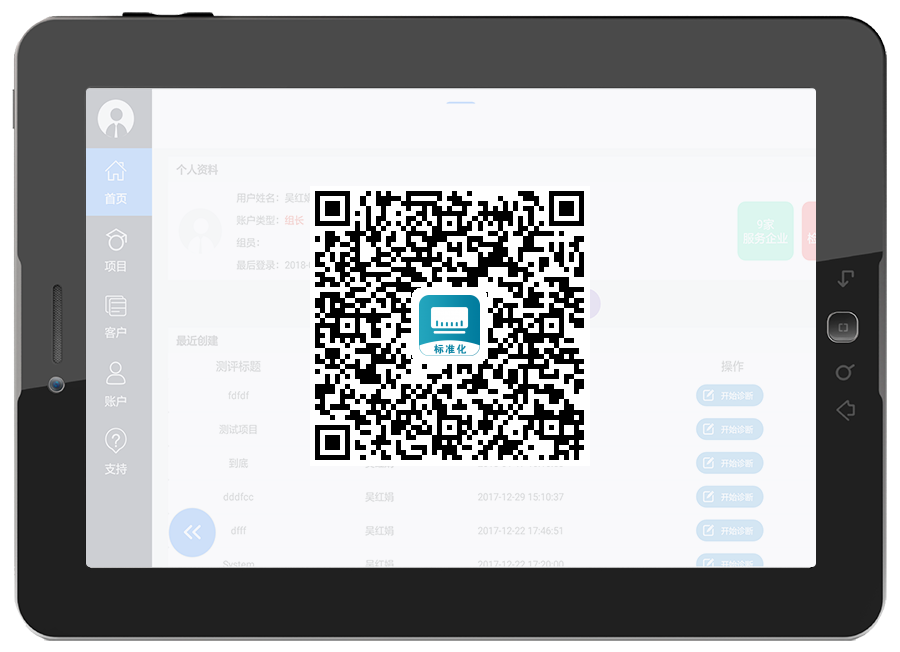 首页
项目
客户
账户
支持
个人资料
用户姓名: 吴红娟
账户类型: 组长
组员:
最后登录: 2018-
9家
服务企业
标准化
最近创建
测评标题 操作
fdfdf 开始诊断
测试项目 开始诊断
到底 开始诊断
dddfcc 吴红娟 2017-12-29 15:10:37 开始诊断
dfff 吴红娟 2017-12-22 17:46:51 开始诊断
System 吴红娟 2017-12-22 17:20:00 开始诊断